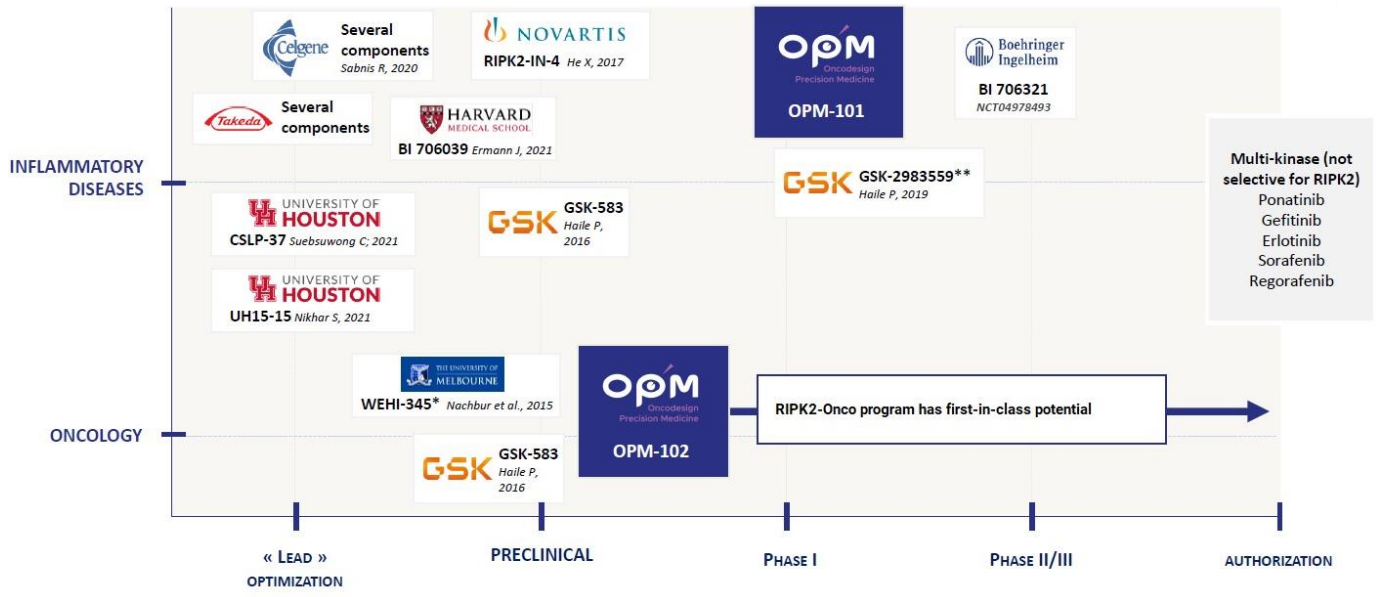 Celgene
Several
components
Sabnis R, 2020
NOVARTIS
RIPK2-IN-4 He X, 2017
OPM
Oncodesign
Precision Medicine
OPM-101
Boehringer
Ingelheim
BI 706321
NCT04978493
Takeda
Several
components
HARVARD
MEDICAL SCHOOL
BI 706039 Ermann J, 2021
INFLAMMATORY
DISEASES
GSK
GSK-2983559**
Haile P, 2019
Multi-kinase (not
selective for RIPK2)
Ponatinib
Gefitinib
Erlotinib
Sorafenib
Regorafenib
UNIVERSITY OF
HOUSTON
CSLP-37 Suebsuwong C; 2021
GSK
GSK-583
Haile P,
2016
UNIVERSITY OF
HOUSTON
UH15-15 Nikhar S, 2021
THE UNIVERSITY OF
MELBOURNE
WEHI-345* Nachbur et al., 2015
OPM
Oncodesign
Precision Medicine
OPM-102
RIPK2-Onco program has first-in-class potential
ONCOLOGY
GSK
GSK-583
Haile P,
2016
« LEAD »
OPTIMIZATION
PRECLINICAL
PHASE I
PHASE II/III
AUTHORIZATION